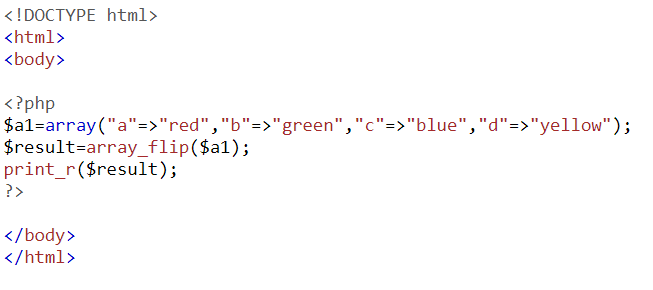 <!DOCTYPE html>
<html>
<body>
<?php
$a1=array("a"=>"red","b"=>"green","c"=>"blue","d"=>"yellow");
$result=array_flip($a1);
print_r($result);
?>
</body>
</html>